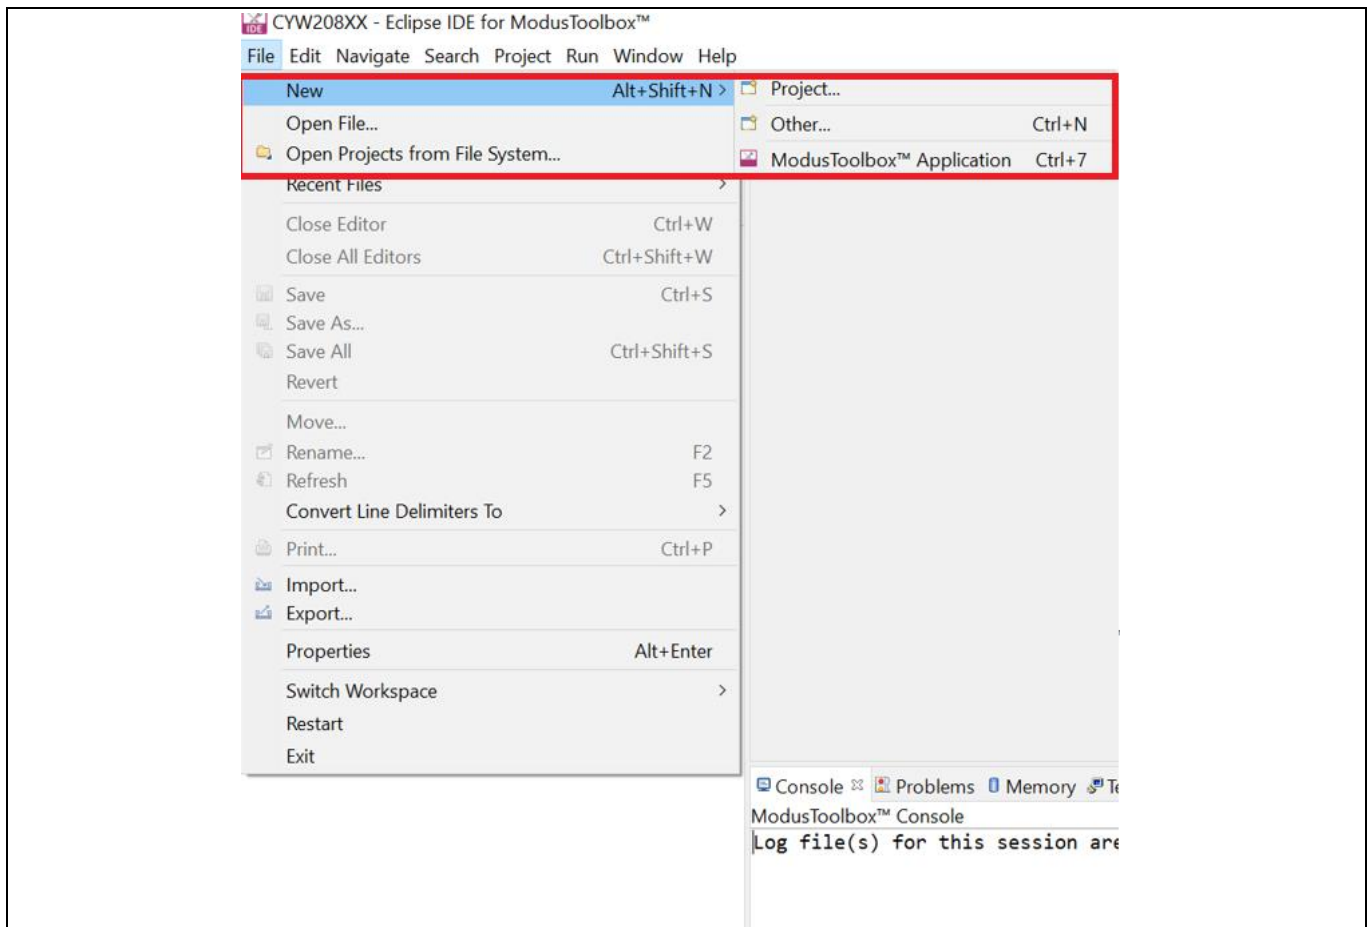 CYW208XX - Eclipse IDE for ModusToolbox™
File Edit Navigate Search Project Run Window Help
New Alt+Shift+N > Project...
Open File... Other... Ctrl+N
Open Projects from File System... ModusToolbox™ Application Ctrl+7
Recent Files >
Close Editor Ctrl+W
Close All Editors Ctrl+Shift+W
Save Ctrl+S
Save As...
Save All Ctrl+Shift+S
Revert
Move...
Rename... F2
Refresh F5
Convert Line Delimiters To >
Print... Ctrl+P
Import...
Export...
Properties Alt+Enter
Switch Workspace >
Restart
Exit
Console Problems Memory Te
ModusToolbox™ Console
Log file(s) for this session are